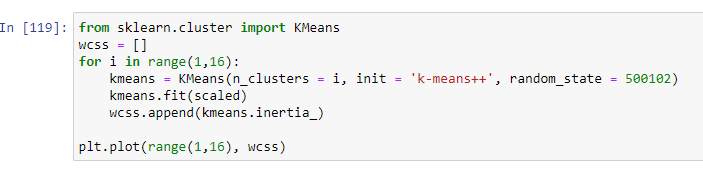 In [119]: from sklearn.cluster import KMeans
wcss = []
for i in range(1,16):
    kmeans = KMeans(n_clusters = i, init = 'k-means++', random_state = 500102)
    kmeans.fit(scaled)
    wcss.append(kmeans.inertia_)

plt.plot(range(1,16), wcss)